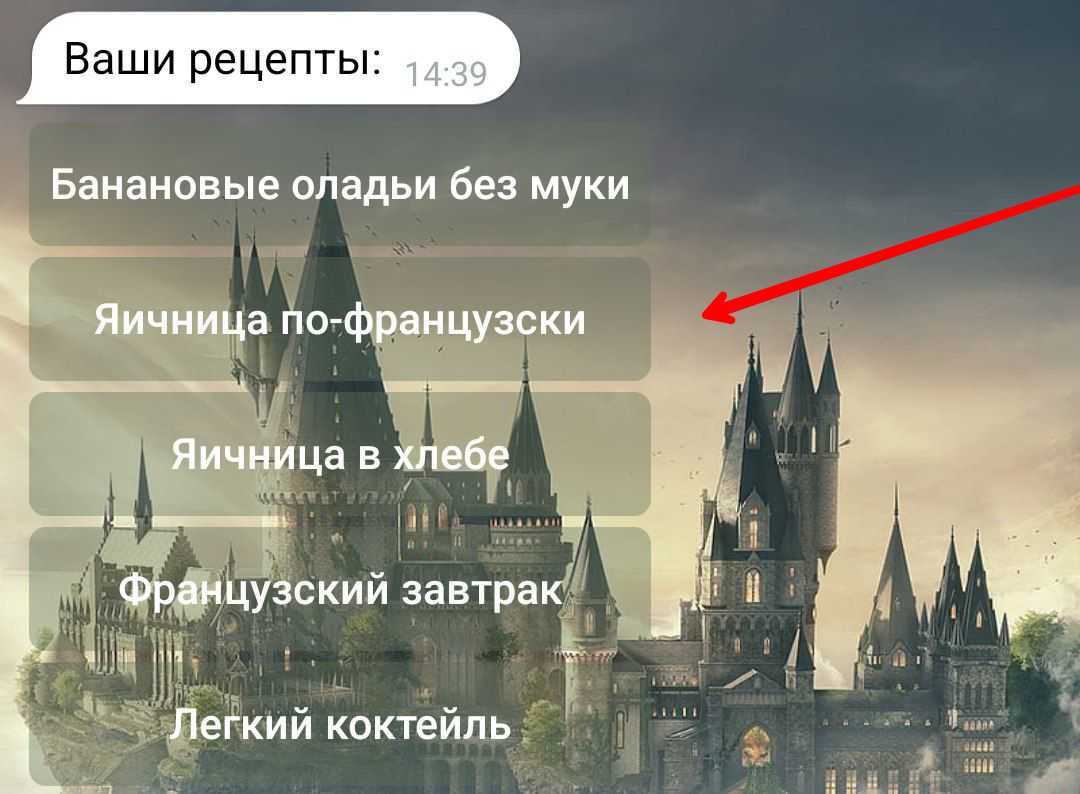 Ваши рецепты: 14:39
Банановые оладьи без муки
Яичница по-французски
Яичница в хлебе
Французский завтрак
Легкий коктейль